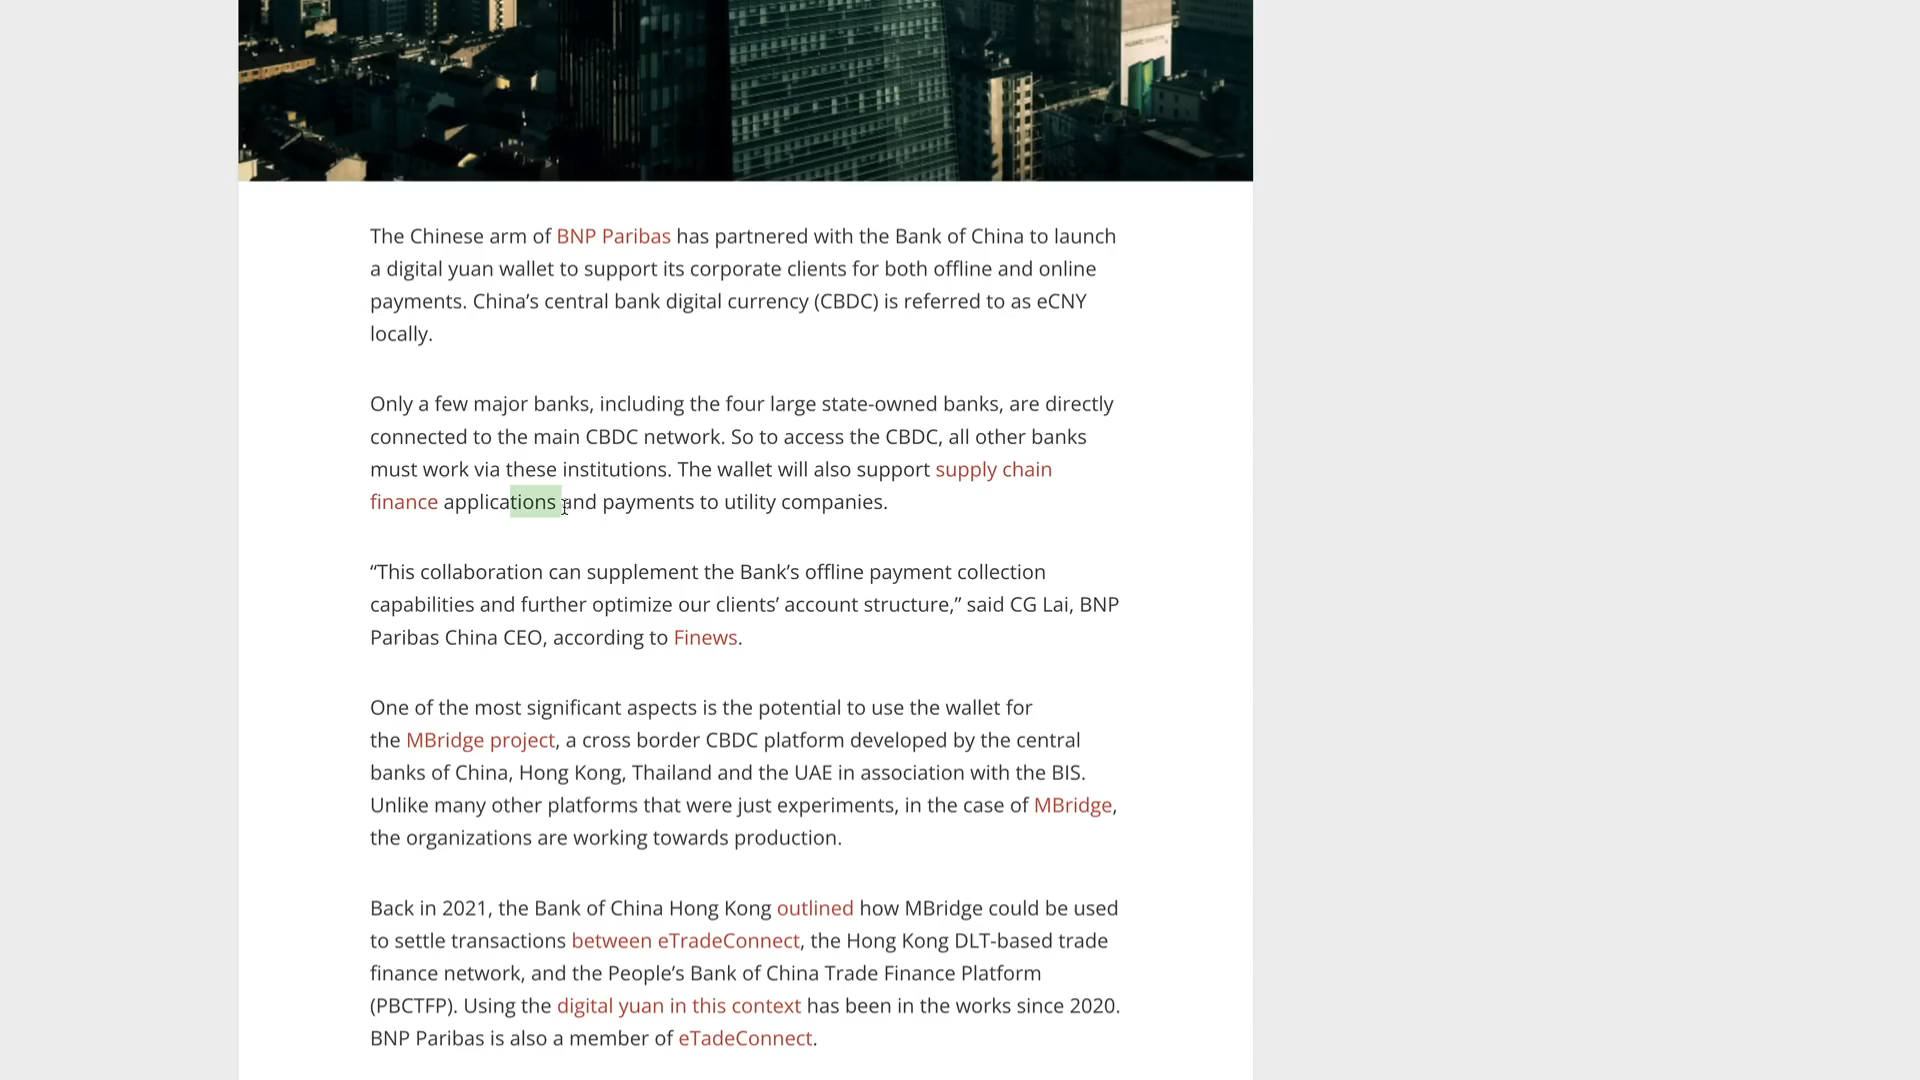 The Chinese arm of BNP Paribas has partnered with the Bank of China to launch
a digital yuan wallet to support its corporate clients for both offline and online
payments. China’s central bank digital currency (CBDC) is referred to as eCNY
locally.
Only a few major banks, including the four large state-owned banks, are directly
connected to the main CBDC network. So to access the CBDC, all other banks
must work via these institutions. The wallet will also support supply chain
finance applications and payments to utility companies.
“This collaboration can supplement the Bank’s offline payment collection
capabilities and further optimize our clients’ account structure,” said CG Lai, BNP
Paribas China CEO, according to Finews.
One of the most significant aspects is the potential to use the wallet for
the MBridge project, a cross border CBDC platform developed by the central
banks of China, Hong Kong, Thailand and the UAE in association with the BIS.
Unlike many other platforms that were just experiments, in the case of MBridge,
the organizations are working towards production.
Back in 2021, the Bank of China Hong Kong outlined how MBridge could be used
to settle transactions between eTradeConnect, the Hong Kong DLT-based trade
finance network, and the People’s Bank of China Trade Finance Platform
(PBCTFP). Using the digital yuan in this context has been in the works since 2020.
BNP Paribas is also a member of eTadeConnect.